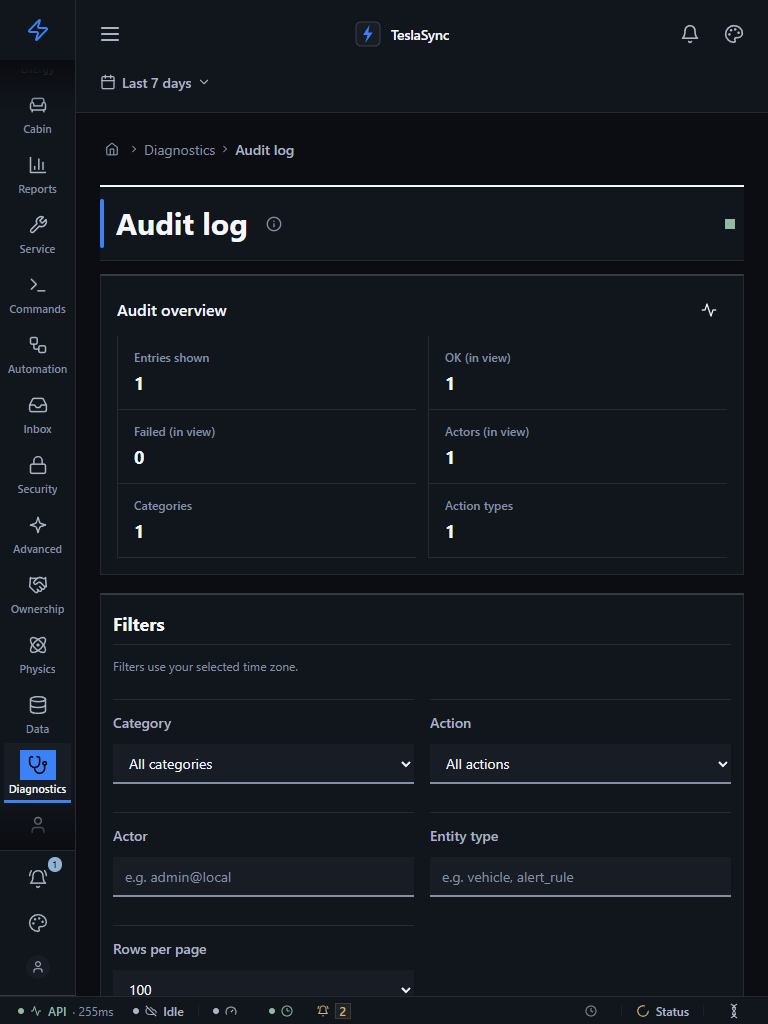 TeslaSync
Last 7 days
Diagnostics
Audit log
Audit log
Audit overview
Entries shown
1
OK (in view)
1
Failed (in view)
0
Actors (in view)
1
Categories
1
Action types
1
Filters
Filters use your selected time zone.
Category
All categories
Action
All actions
Actor
e.g. admin@local
Entity type
e.g. vehicle, alert_rule
Rows per page
100
Energy
Cabin
Reports
Service
Commands
Automation
Inbox
Security
Advanced
Ownership
Physics
Data
Diagnostics
1
API · 255ms
Idle
2
Status